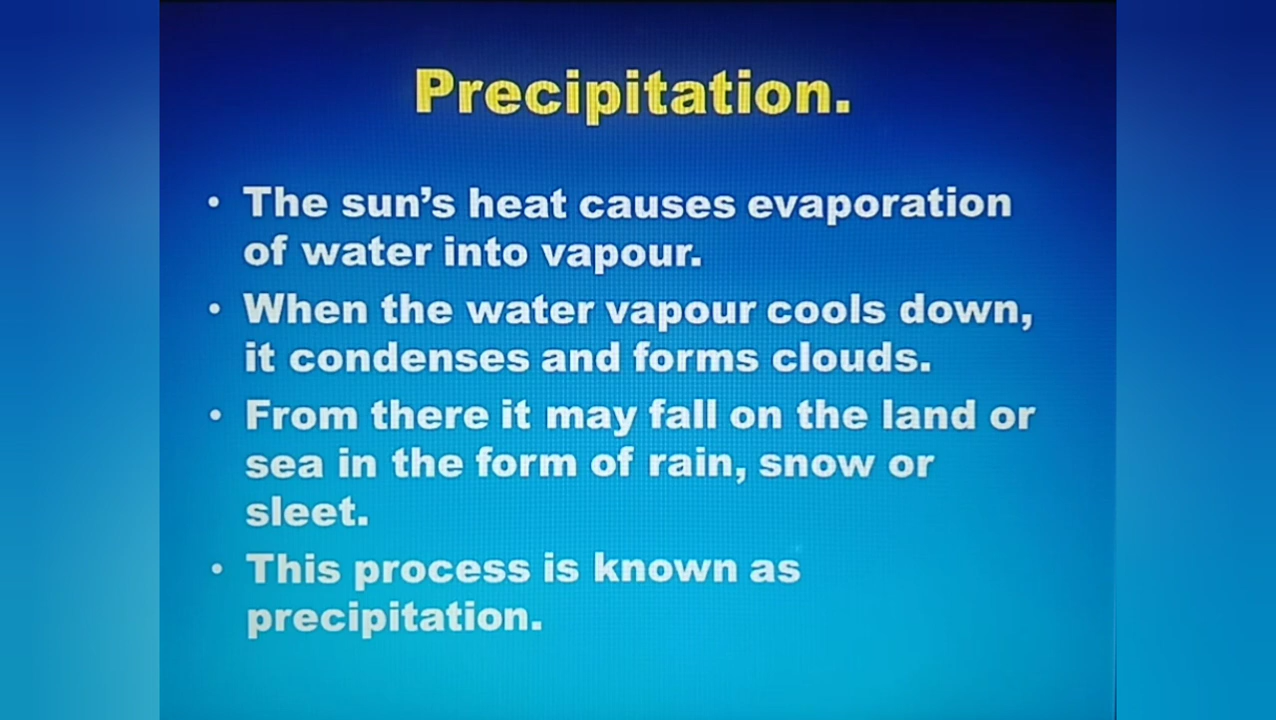 Precipitation.
• The sun's heat causes evaporation
of water into vapour.
• When the water vapour cools down,
it condenses and forms clouds.
• From there it may fall on the land or
sea in the form of rain, snow or
sleet.
• This process is known as
precipitation.